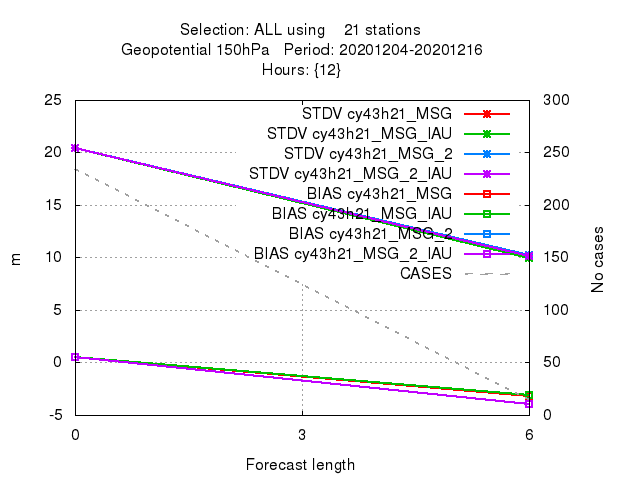 Selection: ALL using    21 stations
Geopotential 150hPa   Period: 20201204-20201216
Hours: {12}
25 300
STDV cy43h21_MSG
STDV cy43h21_MSG_IAU
20 STDV cy43h21_MSG_2 250
STDV cy43h21_MSG_2_IAU
BIAS cy43h21_MSG
15 BIAS cy43h21_MSG_IAU 200
BIAS cy43h21_MSG_2
10 BIAS cy43h21_MSG_2_IAU 150
m No cases
CASES
5 100
0 50
-5 0
0 3 6
Forecast length